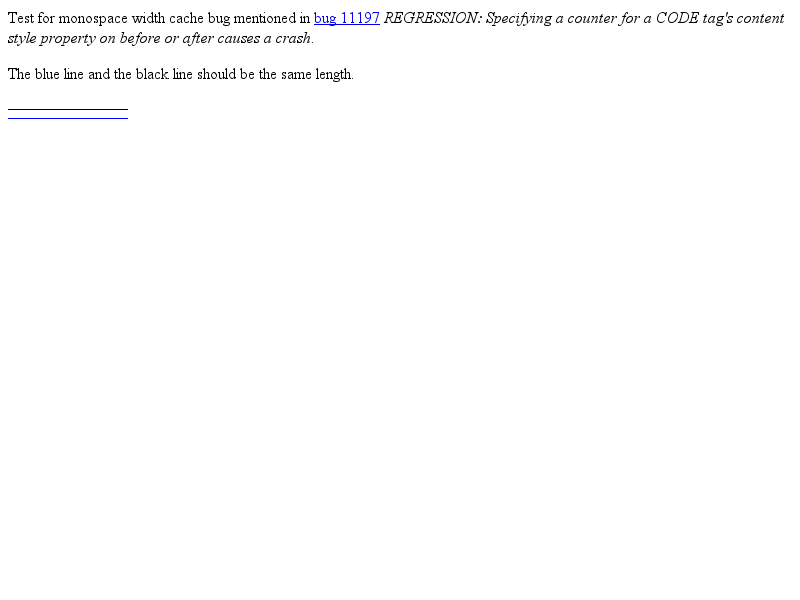 Test for monospace width cache bug mentioned in bug 11197 REGRESSION: Specifying a counter for a CODE tag's content
style property on before or after causes a crash.
The blue line and the black line should be the same length.